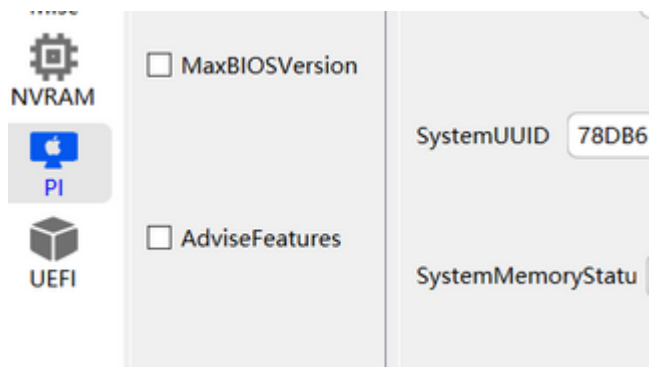 NVRAM
PI
UEFI
MaxBIOSVersion
AdviseFeatures
SystemUUID 78DB6
SystemMemoryStatu